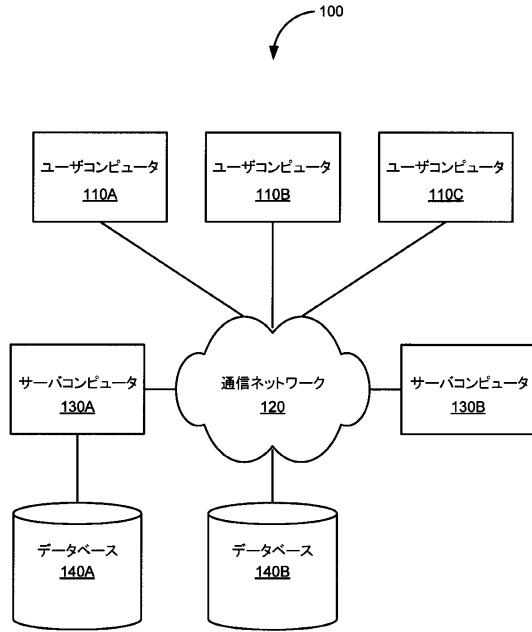 100
ユーザコンピュータ
110A
ユーザコンピュータ
110B
ユーザコンピュータ
110C
サーバコンピュータ
130A
通信ネットワーク
120
サーバコンピュータ
130B
データベース
140A
データベース
140B